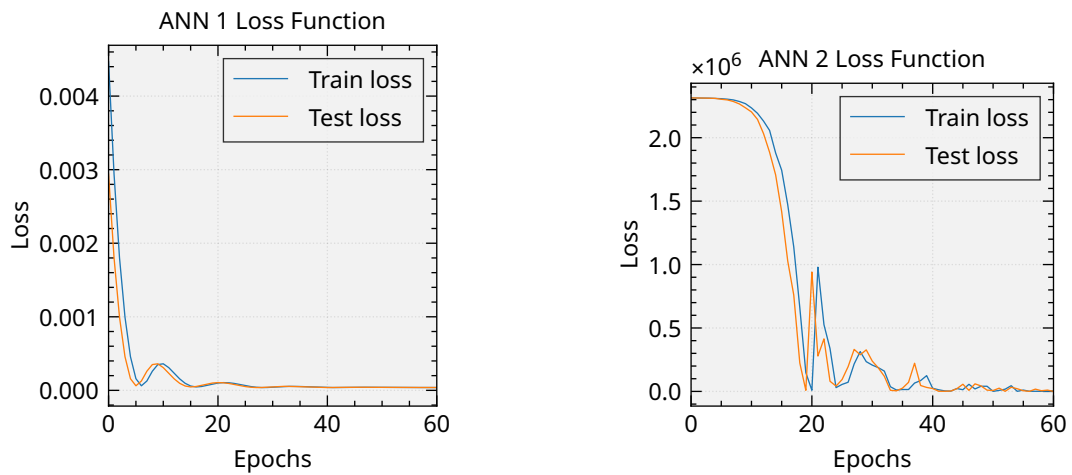 ANN 1 Loss Function
Train loss
Test loss
0.004
0.003
0.002
0.001
0.000
Loss
0
20
40
60
Epochs
×10⁶
ANN 2 Loss Function
Train loss
Test loss
2.0
1.5
1.0
0.5
0.0
Loss
0
20
40
60
Epochs